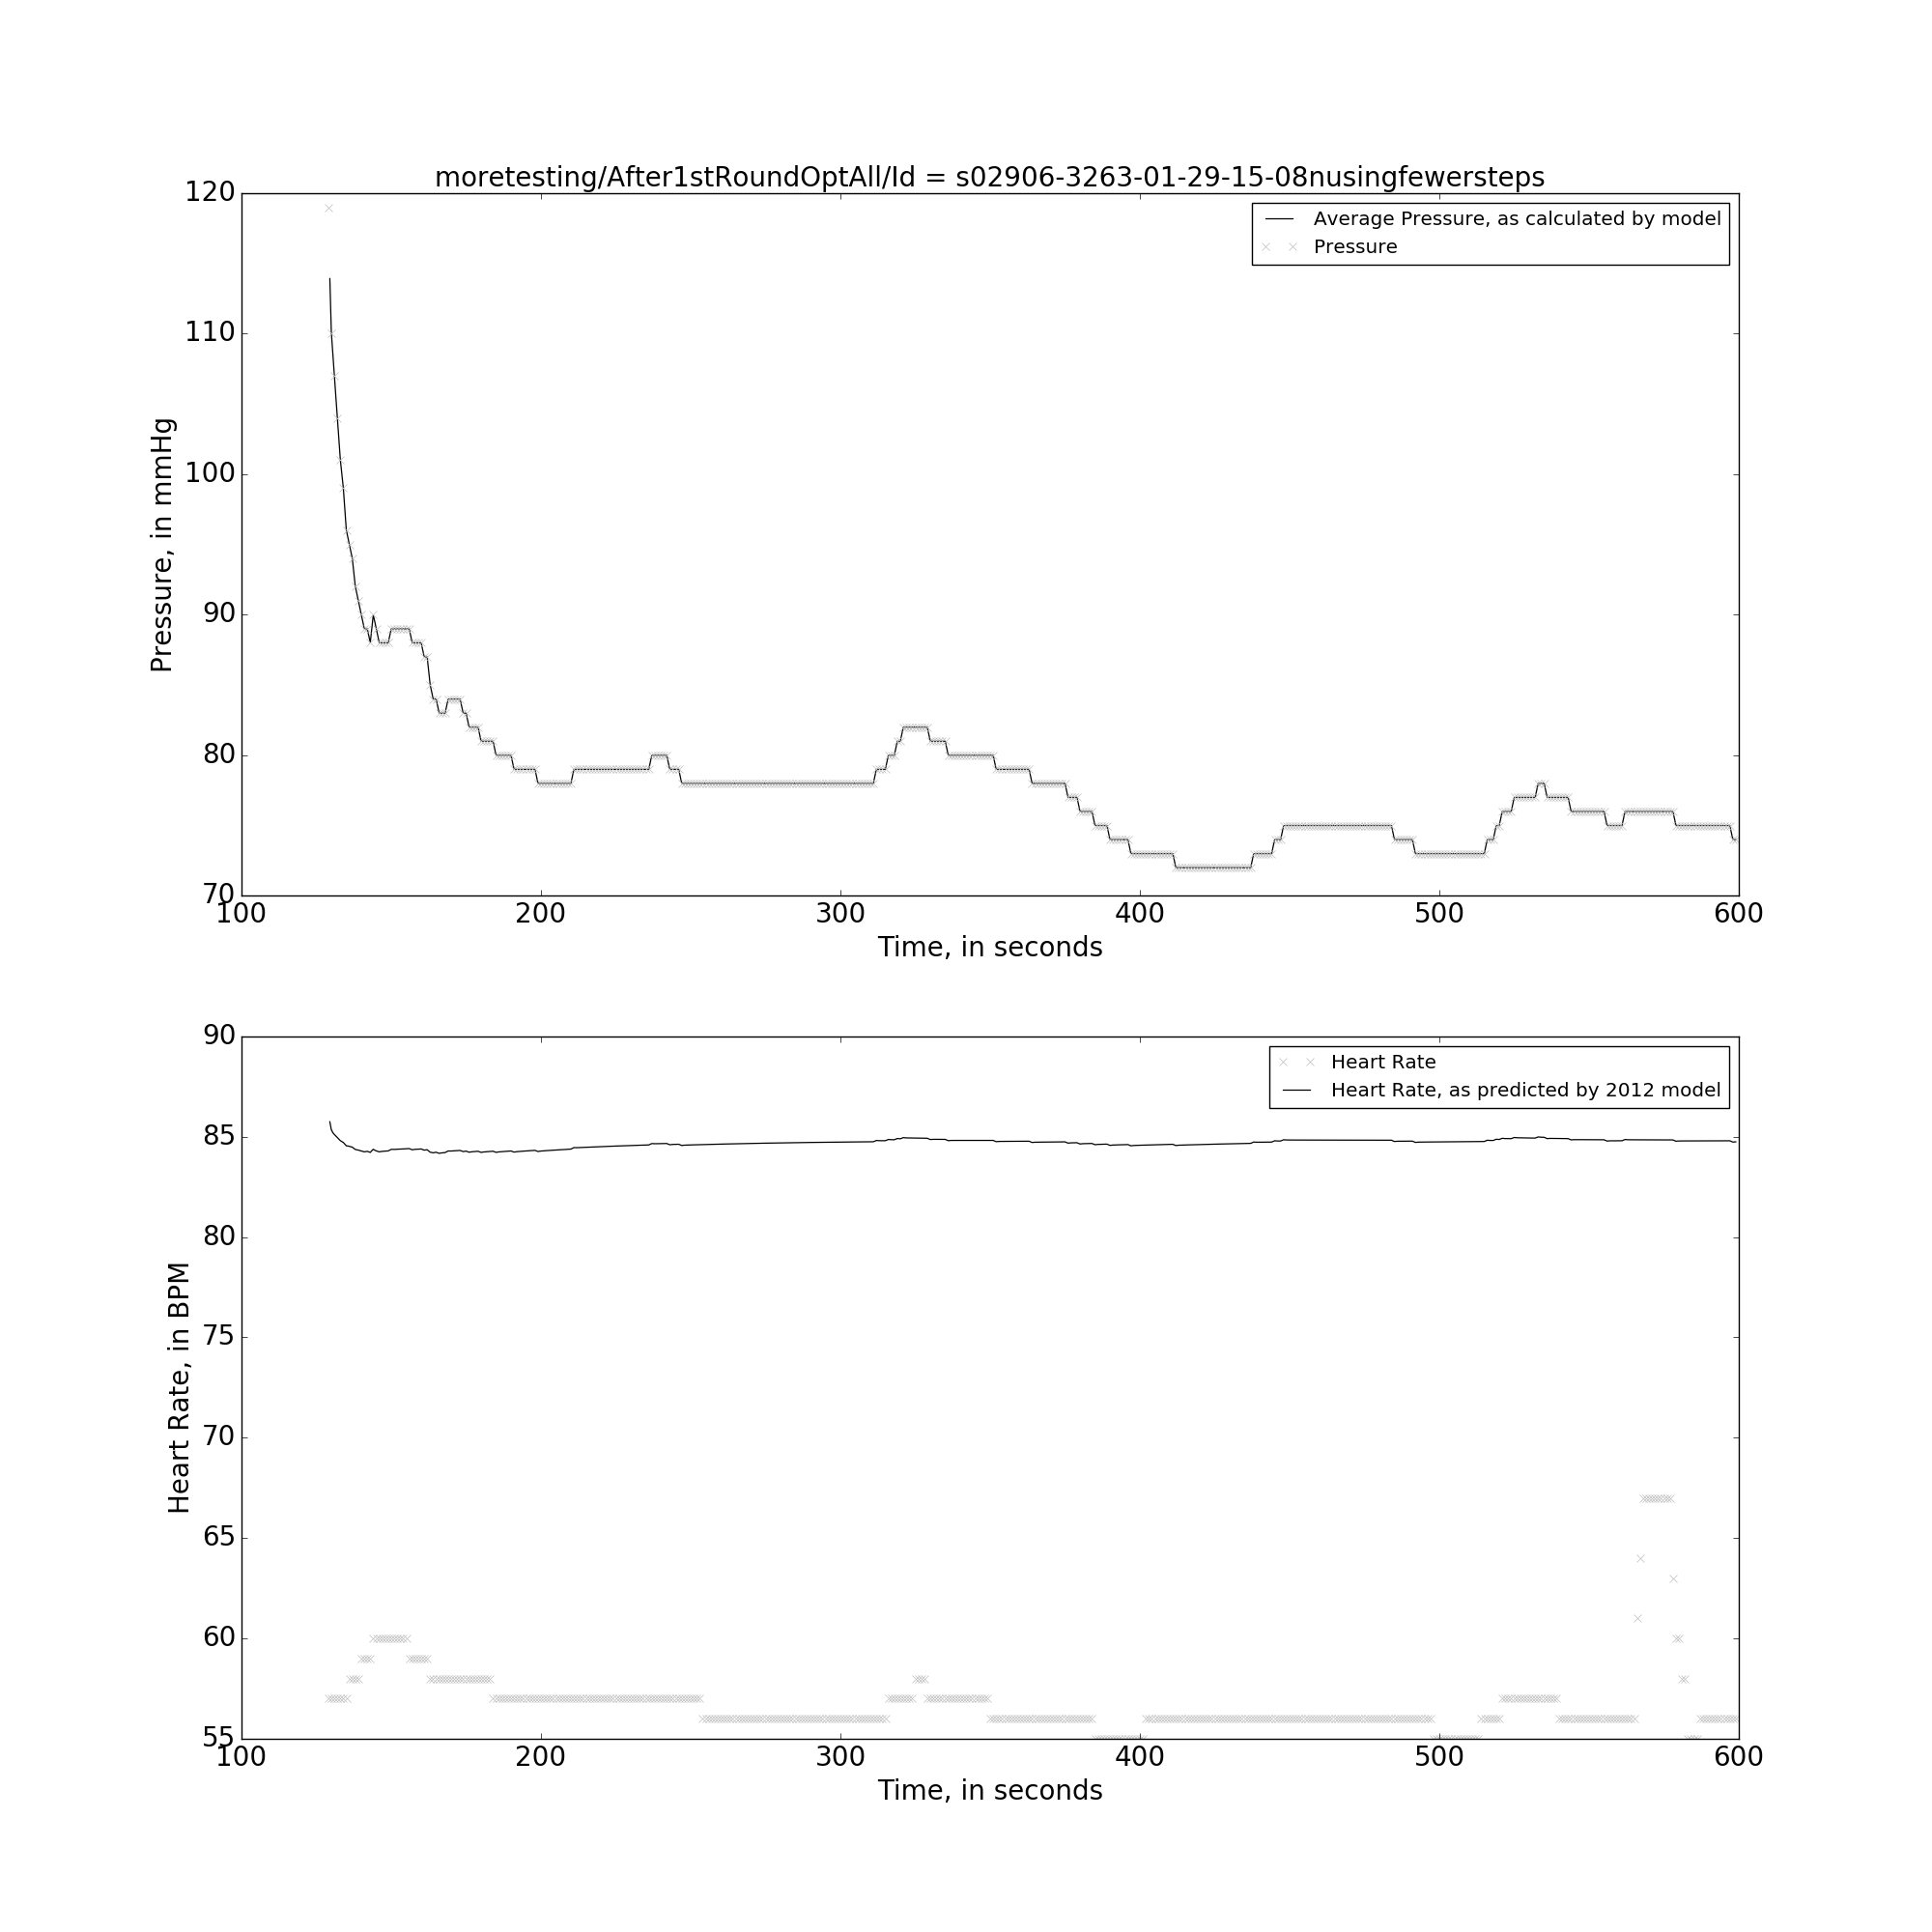 moretesting/After1stRoundOptAll/Id = s02906-3263-01-29-15-08nusingfewersteps
120
110
100
90
80
70
Pressure, in mmHg
Average Pressure, as calculated by model
Pressure
100 200 300 400 500 600
Time, in seconds
90
85
80
75
70
65
60
55
Heart Rate, in BPM
Heart Rate
Heart Rate, as predicted by 2012 model
100 200 300 400 500 600
Time, in seconds